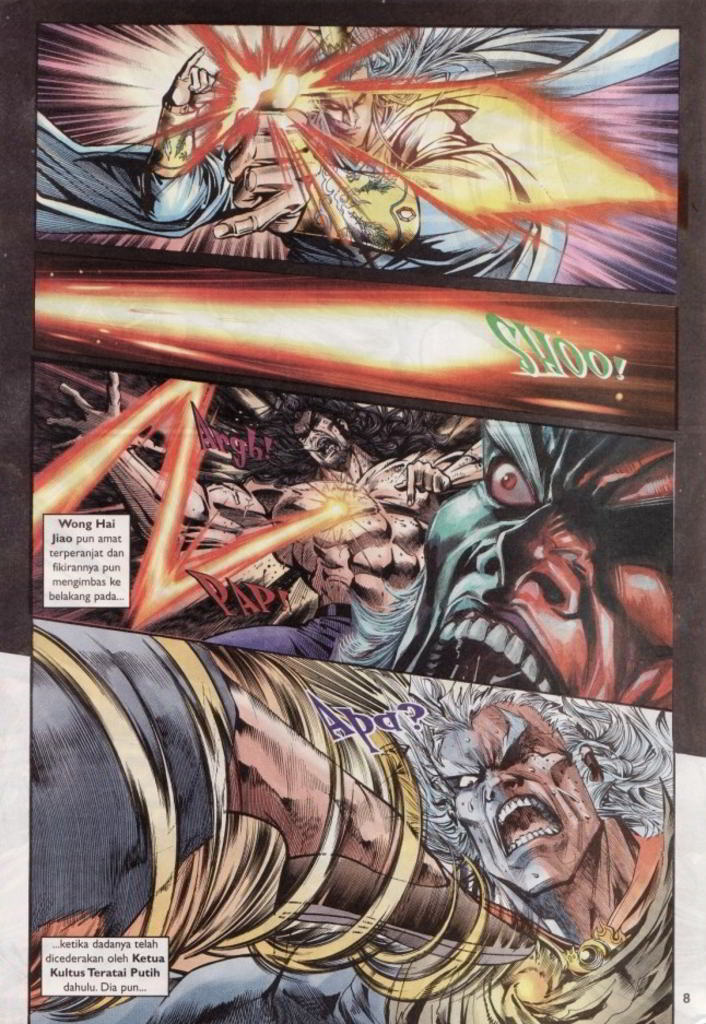 SHOO!
Argh!
Wong Hai
Jiao pun amat
terperanjat dan
fikirannya pun
mengimbas ke
belakang pada...
PAP!
Apa?
...ketika dadanya telah
dicederakan oleh Ketua
Kultus Teratai Putih
dahulu. Dia pun...
8